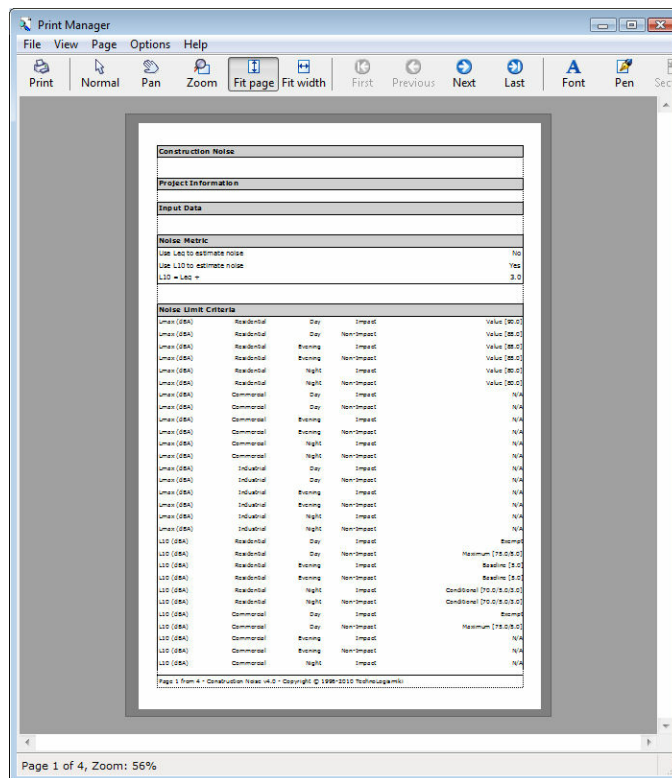 Print Manager
File View Page Options Help
Print Normal Pan Zoom Fit page Fit width First Previous Next Last Font Pen Sec
Construction Noise
Project Information
Input Data
Noise Metric
Use Leq to estimate noise No
Use L10 to estimate noise Yes
L10 = Leq + 3.0
Noise Limit Criteria
Lmax (dBA) Residential Day Impact Value [90.0]
Lmax (dBA) Residential Day Non-Impact Value [85.0]
Lmax (dBA) Residential Evening Impact Value [85.0]
Lmax (dBA) Residential Evening Non-Impact Value [85.0]
Lmax (dBA) Residential Night Impact Value [80.0]
Lmax (dBA) Residential Night Non-Impact Value [80.0]
Lmax (dBA) Commercial Day Impact N/A
Lmax (dBA) Commercial Day Non-Impact N/A
Lmax (dBA) Commercial Evening Impact N/A
Lmax (dBA) Commercial Evening Non-Impact N/A
Lmax (dBA) Commercial Night Impact N/A
Lmax (dBA) Commercial Night Non-Impact N/A
Lmax (dBA) Industrial Day Impact N/A
Lmax (dBA) Industrial Day Non-Impact N/A
Lmax (dBA) Industrial Evening Impact N/A
Lmax (dBA) Industrial Evening Non-Impact N/A
Lmax (dBA) Industrial Night Impact N/A
Lmax (dBA) Industrial Night Non-Impact N/A
L10 (dBA) Residential Day Impact Exempt
L10 (dBA) Residential Day Non-Impact Maximum [75.0/5.0]
L10 (dBA) Residential Evening Impact Baseline [5.0]
L10 (dBA) Residential Evening Non-Impact Baseline [5.0]
L10 (dBA) Residential Night Impact Conditional [70.0/5.0/3.0]
L10 (dBA) Residential Night Non-Impact Conditional [70.0/5.0/3.0]
L10 (dBA) Commercial Day Impact Exempt
L10 (dBA) Commercial Day Non-Impact Maximum [75.0/5.0]
L10 (dBA) Commercial Evening Impact N/A
L10 (dBA) Commercial Evening Non-Impact N/A
L10 (dBA) Commercial Night Impact N/A
Page 1 from 4 • Construction Noise v4.0 • Copyright © 1996-2010 Technologismiki
Page 1 of 4, Zoom: 56%